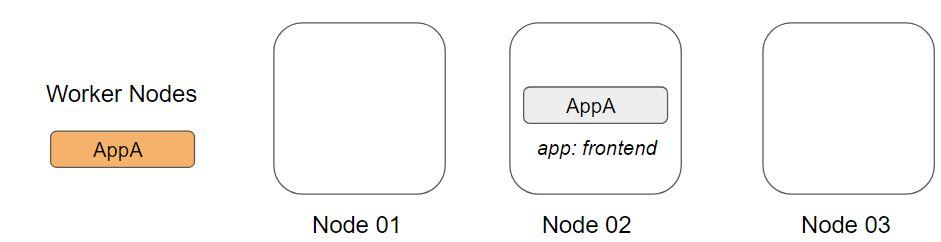 Worker Nodes
AppA
AppA
app: frontend
Node 01
Node 02
Node 03